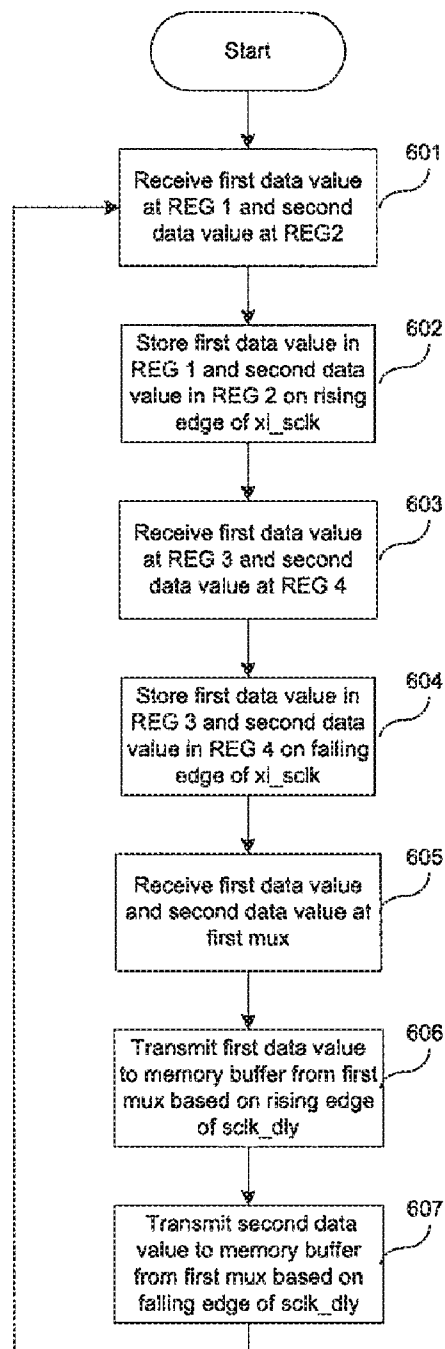 Start
601
Receive first data value
at REG 1 and second
data value at REG2
602
Store first data value in
REG 1 and second data
value in REG 2 on rising
edge of xl_sclk
603
Receive first data value
at REG 3 and second
data value at REG 4
604
Store first data value in
REG 3 and second data
value in REG 4 on falling
edge of xl_sclk
605
Receive first data value
and second data value at
first mux
606
Transmit first data value
to memory buffer from first
mux based on rising edge
of sclk_dly
607
Transmit second data
value to memory buffer
from first mux based on
falling edge of sclk_dly